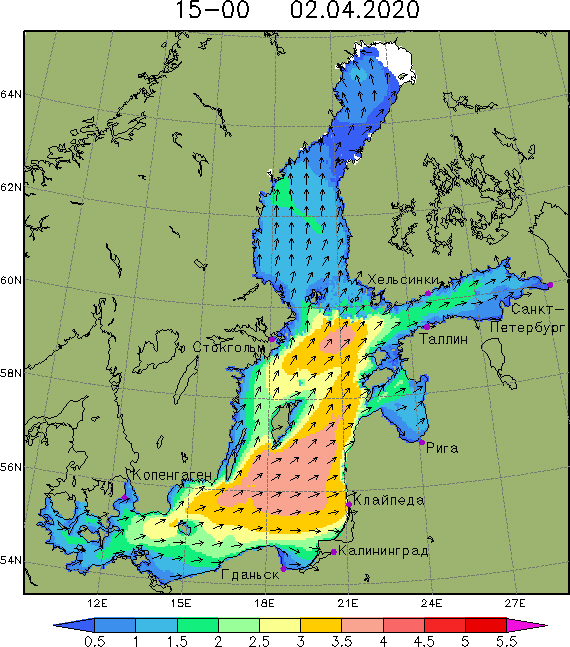 15-00 02.04.2020
64N
62N
60N
58N
56N
54N
Хельсинки
Санкт-
Петербург
Таллин
Стокгольм
Рига
Копенгаген
Клайпеда
Калининград
Гданьск
12E 15E 18E 21E 24E 27E
0.5 1 1.5 2 2.5 3 3.5 4 4.5 5 5.5